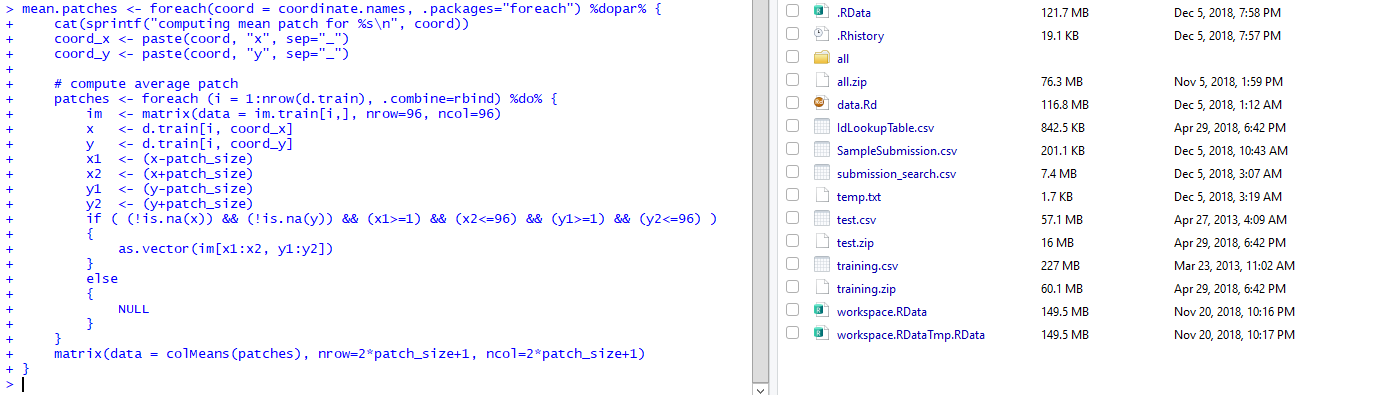 > mean.patches <- foreach(coord = coordinate.names, .packages="foreach") %dopar% {
+     cat(sprintf("computing mean patch for %s\n", coord))
+     coord_x <- paste(coord, "x", sep="_")
+     coord_y <- paste(coord, "y", sep="_")
+
+     # compute average patch
+     patches <- foreach (i = 1:nrow(d.train), .combine=rbind) %do% {
+         im  <- matrix(data = im.train[i,], nrow=96, ncol=96)
+         x   <- d.train[i, coord_x]
+         y   <- d.train[i, coord_y]
+         x1  <- (x-patch_size)
+         x2  <- (x+patch_size)
+         y1  <- (y-patch_size)
+         y2  <- (y+patch_size)
+         if ( (!is.na(x)) && (!is.na(y)) && (x1>=1) && (x2<=96) && (y1>=1) && (y2<=96) )
+         {
+             as.vector(im[x1:x2, y1:y2])
+         }
+         else
+         {
+             NULL
+         }
+     }
+     matrix(data = colMeans(patches), nrow=2*patch_size+1, ncol=2*patch_size+1)
+ }
>
.RData 121.7 MB Dec 5, 2018, 7:58 PM
.Rhistory 19.1 KB Dec 5, 2018, 7:57 PM
all
all.zip 76.3 MB Nov 5, 2018, 1:59 PM
data.Rd 116.8 MB Dec 5, 2018, 1:12 AM
IdLookupTable.csv 842.5 KB Apr 29, 2018, 6:42 PM
SampleSubmission.csv 201.1 KB Dec 5, 2018, 10:43 AM
submission_search.csv 7.4 MB Dec 5, 2018, 3:07 AM
temp.txt 1.7 KB Dec 5, 2018, 3:19 AM
test.csv 57.1 MB Apr 27, 2013, 4:09 AM
test.zip 16 MB Apr 29, 2018, 6:42 PM
training.csv 227 MB Mar 23, 2013, 11:02 AM
training.zip 60.1 MB Apr 29, 2018, 6:42 PM
workspace.RData 149.5 MB Nov 20, 2018, 10:16 PM
workspace.RDataTmp.RData 149.5 MB Nov 20, 2018, 10:17 PM